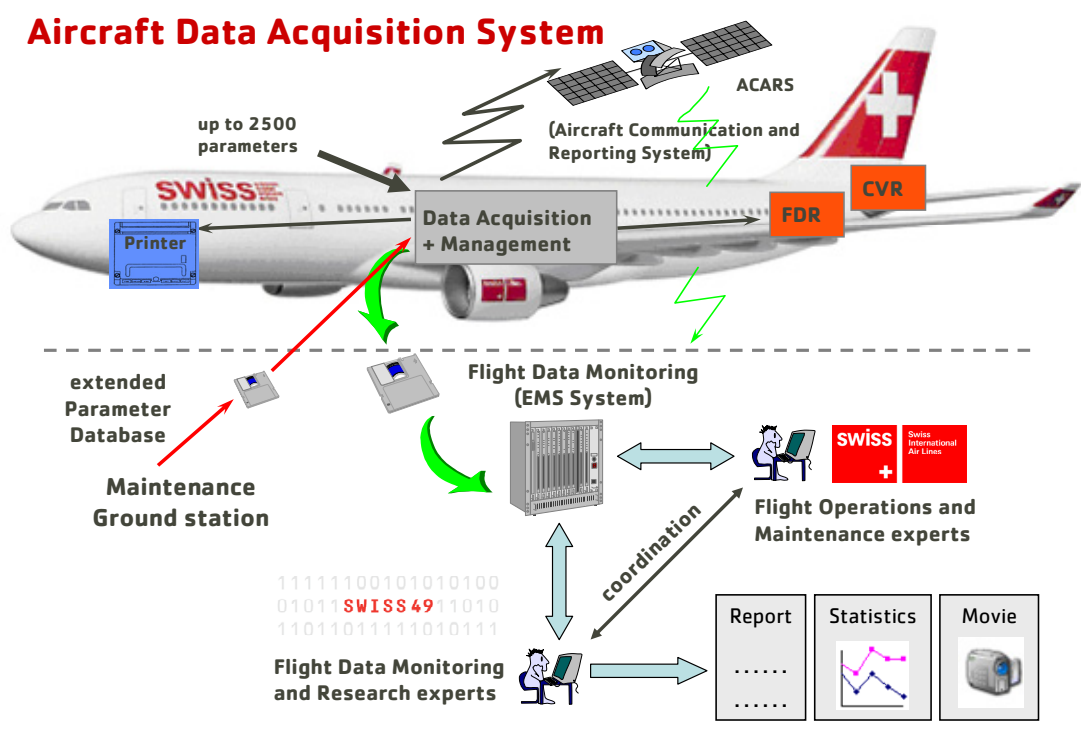 Aircraft Data Acquisition System
ACARS
(Aircraft Communication and
Reporting System)
up to 2500
parameters
swiss
CVR
FDR
Data Acquisition
+ Management
Printer
swiss
extended
Parameter
Database
Flight Data Monitoring
(EMS System)
Maintenance
Ground station
swiss
Swiss
International
Air Lines
Flight Operations and
Maintenance experts
coordination
111111001010101 00
01011SWISS4911010
11011011111010111
Flight Data Monitoring
and Research experts
Report
......
......
Statistics
Movie